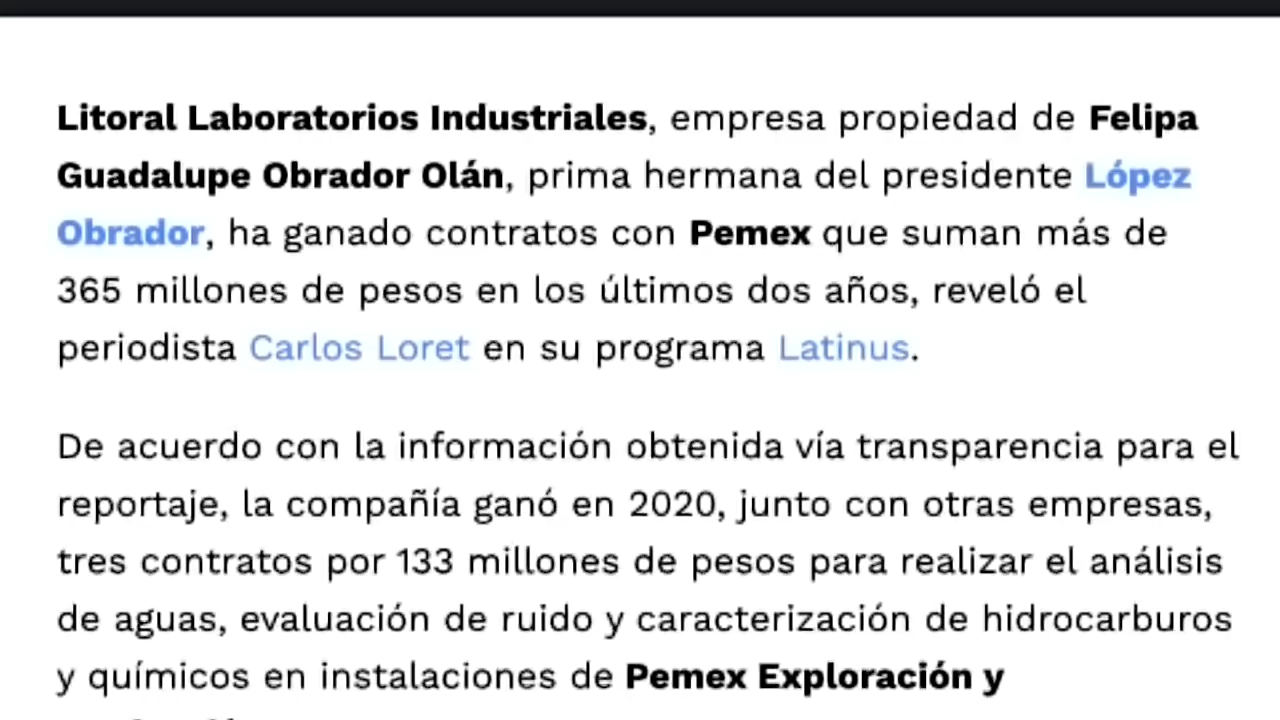 Litoral Laboratorios Industriales, empresa propiedad de Felipa
Guadalupe Obrador Olán, prima hermana del presidente López
Obrador, ha ganado contratos con Pemex que suman más de
365 millones de pesos en los últimos dos años, reveló el
periodista Carlos Loret en su programa Latinus.
De acuerdo con la información obtenida vía transparencia para el
reportaje, la compañía ganó en 2020, junto con otras empresas,
tres contratos por 133 millones de pesos para realizar el análisis
de aguas, evaluación de ruido y caracterización de hidrocarburos
y químicos en instalaciones de Pemex Exploración y